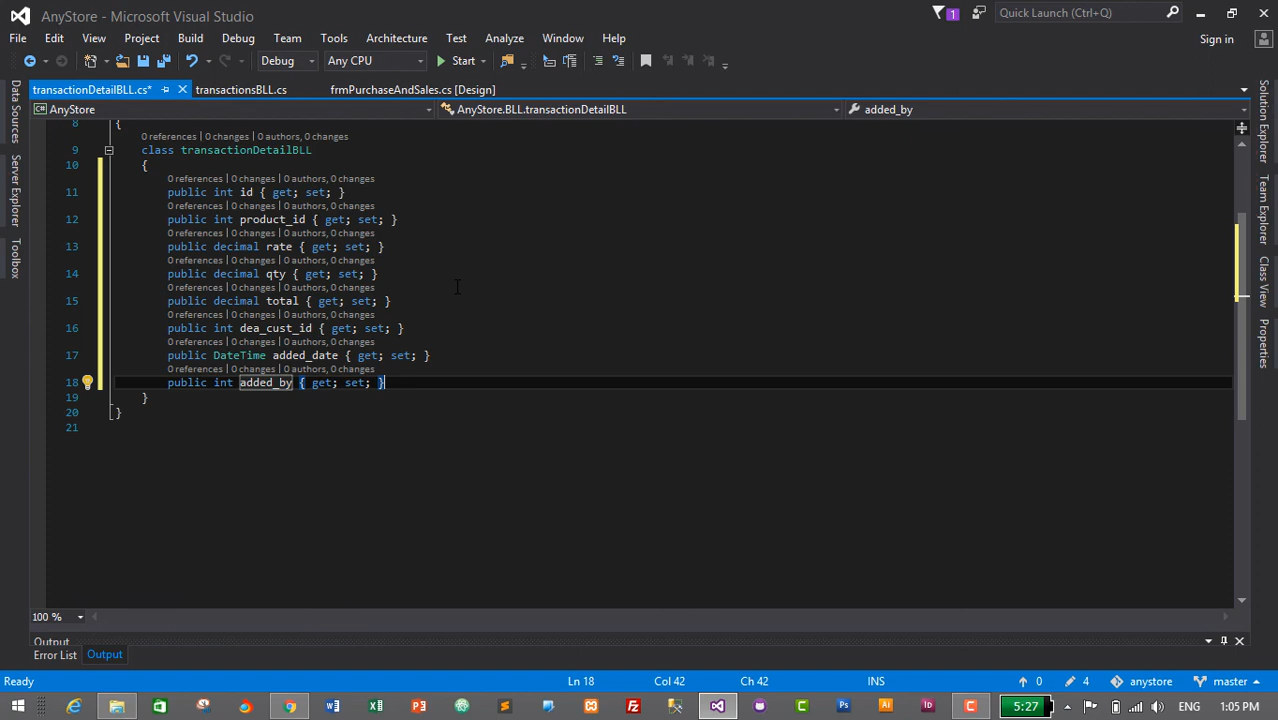 AnyStore - Microsoft Visual Studio
1
Quick Launch (Ctrl+Q)
File Edit View Project Build Debug Team Tools Architecture Test Analyze Window Help
Sign in
Debug Any CPU Start
transactionDetailBLL.cs* transactionsBLL.cs frmPurchaseAndSales.cs [Design]
AnyStore AnyStore.BLL.transactionDetailBLL added_by
Data Sources
Server Explorer
Toolbox
8 {
0 references | 0 changes | 0 authors, 0 changes
9 class transactionDetailBLL
10 {
0 references | 0 changes | 0 authors, 0 changes
11 public int id { get; set; }
0 references | 0 changes | 0 authors, 0 changes
12 public int product_id { get; set; }
0 references | 0 changes | 0 authors, 0 changes
13 public decimal rate { get; set; }
0 references | 0 changes | 0 authors, 0 changes
14 public decimal qty { get; set; }
0 references | 0 changes | 0 authors, 0 changes
15 public decimal total { get; set; }
0 references | 0 changes | 0 authors, 0 changes
16 public int dea_cust_id { get; set; }
0 references | 0 changes | 0 authors, 0 changes
17 public DateTime added_date { get; set; }
0 references | 0 changes | 0 authors, 0 changes
18 public int added_by { get; set; }
19 }
20 }
21
Solution Explorer
Team Explorer
Class View
Properties
100 %
Output
Error List Output
Ready Ln 18 Col 42 Ch 42 INS 0 4 anystore master
5:27 ENG 1:05 PM